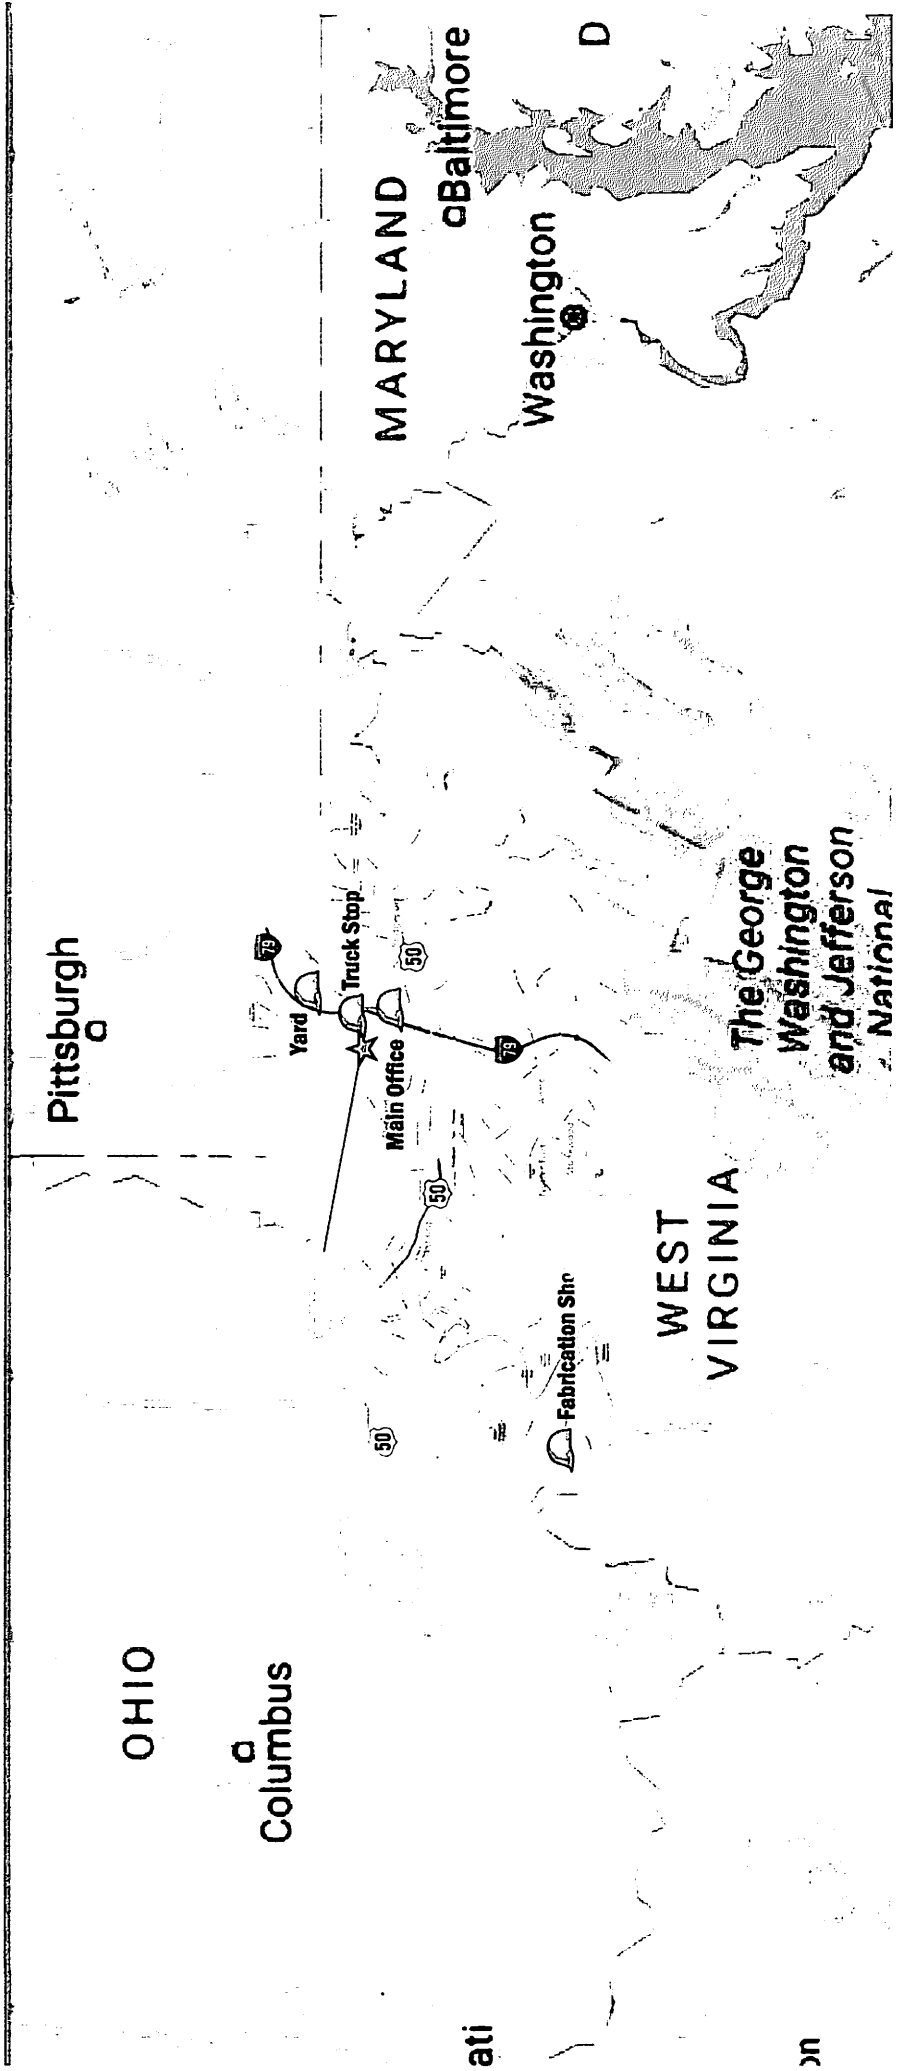 Pittsburgh
OHIO
Columbus
MARYLAND
Baltimore
Washington
D
79
Yard
Truck Stop
50
Main Office
79
50
50
Fabrication Sho
WEST
VIRGINIA
The George
Washington
and Jefferson
National
ati
on